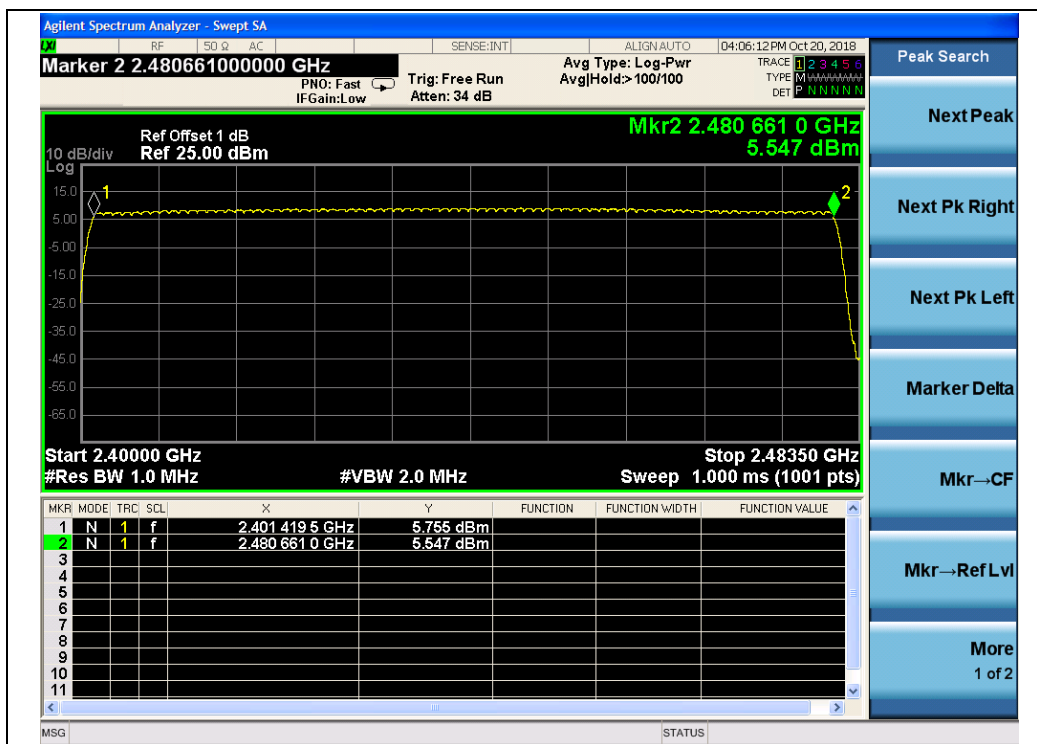 Agilent Spectrum Analyzer - Swept SA
LXI RF 50 Ω AC SENSE:INT ALIGN AUTO 04:06:12 PM Oct 20, 2018
Marker 2 2.480661000000 GHz
PNO: Fast
IFGain:Low
Trig: Free Run
Atten: 34 dB
Avg Type: Log-Pwr
Avg|Hold:>100/100
TRACE 1 2 3 4 5 6
TYPE M
DET P N N N N N
Ref Offset 1 dB
10 dB/div Ref 25.00 dBm
Log
Mkr2 2.480 661 0 GHz
5.547 dBm
15.0
5.00
-5.00
-15.0
-25.0
-35.0
-45.0
-55.0
-65.0
1
2
Start 2.40000 GHz Stop 2.48350 GHz
#Res BW 1.0 MHz #VBW 2.0 MHz Sweep 1.000 ms (1001 pts)
MKR MODE TRC SCL X Y FUNCTION FUNCTION WIDTH FUNCTION VALUE
1 N 1 f 2.401 419 5 GHz 5.755 dBm
2 N 1 f 2.480 661 0 GHz 5.547 dBm
3
4
5
6
7
8
9
10
11
MSG STATUS
Peak Search
Next Peak
Next Pk Right
Next Pk Left
Marker Delta
Mkr→CF
Mkr→Ref Lvl
More
1 of 2